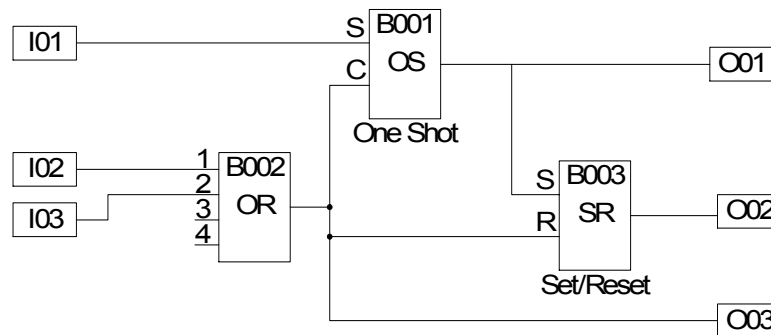 I01
S
B001
OS
C
One Shot
O01
I02
1
B002
2
OR
3
4
I03
S
B003
SR
R
Set/Reset
O02
O03